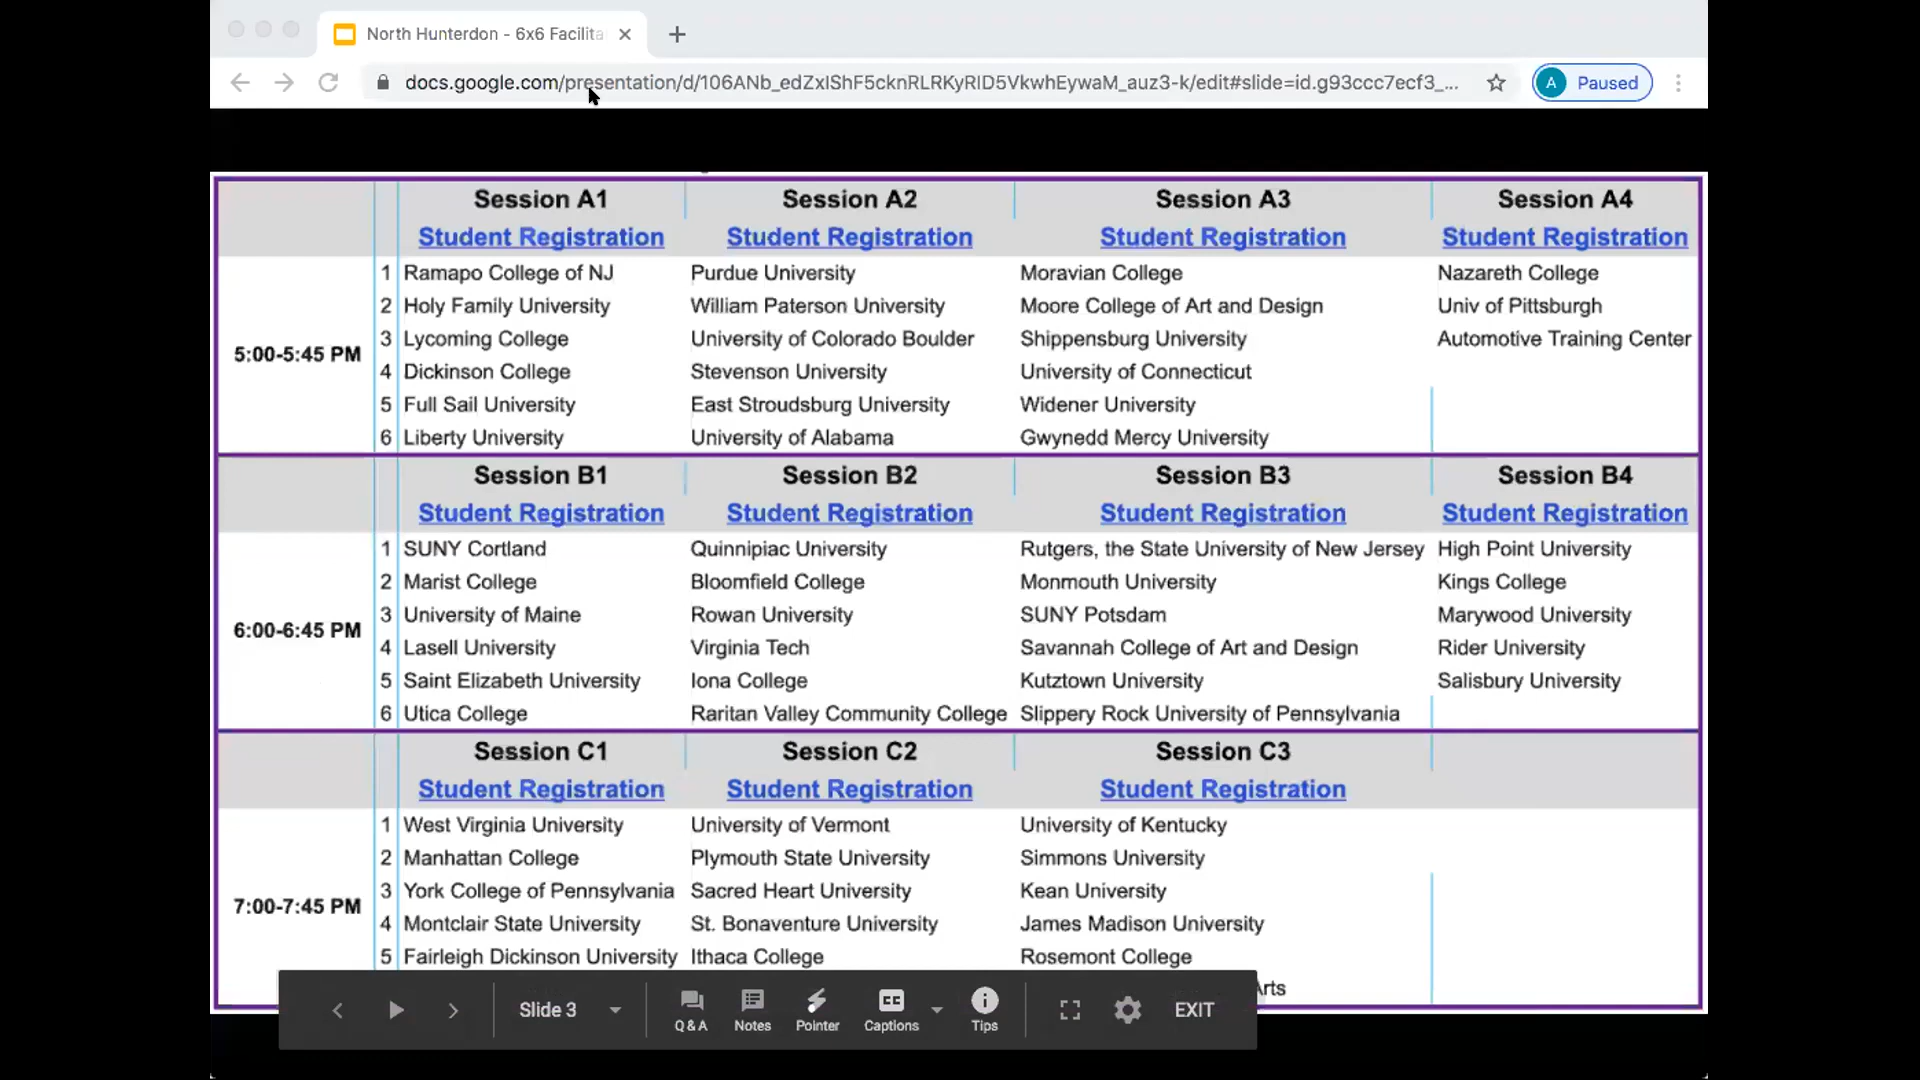 North Hunterdon - 6x6 Facilita
docs.google.com/presentation/d/106ANb_edZxIShF5cknRLRKyRID5VkwhEywaM_auz3-k/edit#slide=id.g93ccc7ecf3_...
A Paused
Session A1 Session A2 Session A3 Session A4
Student Registration Student Registration Student Registration Student Registration
5:00-5:45 PM
1 Ramapo College of NJ Purdue University Moravian College Nazareth College
2 Holy Family University William Paterson University Moore College of Art and Design Univ of Pittsburgh
3 Lycoming College University of Colorado Boulder Shippensburg University Automotive Training Center
4 Dickinson College Stevenson University University of Connecticut
5 Full Sail University East Stroudsburg University Widener University
6 Liberty University University of Alabama Gwynedd Mercy University
Session B1 Session B2 Session B3 Session B4
Student Registration Student Registration Student Registration Student Registration
6:00-6:45 PM
1 SUNY Cortland Quinnipiac University Rutgers, the State University of New Jersey High Point University
2 Marist College Bloomfield College Monmouth University Kings College
3 University of Maine Rowan University SUNY Potsdam Marywood University
4 Lasell University Virginia Tech Savannah College of Art and Design Rider University
5 Saint Elizabeth University Iona College Kutztown University Salisbury University
6 Utica College Raritan Valley Community College Slippery Rock University of Pennsylvania
Session C1 Session C2 Session C3
Student Registration Student Registration Student Registration
7:00-7:45 PM
1 West Virginia University University of Vermont University of Kentucky
2 Manhattan College Plymouth State University Simmons University
3 York College of Pennsylvania Sacred Heart University Kean University
4 Montclair State University St. Bonaventure University James Madison University
5 Fairleigh Dickinson University Ithaca College Rosemont College
Arts
Slide 3 Q & A Notes Pointer CC Captions Tips EXIT